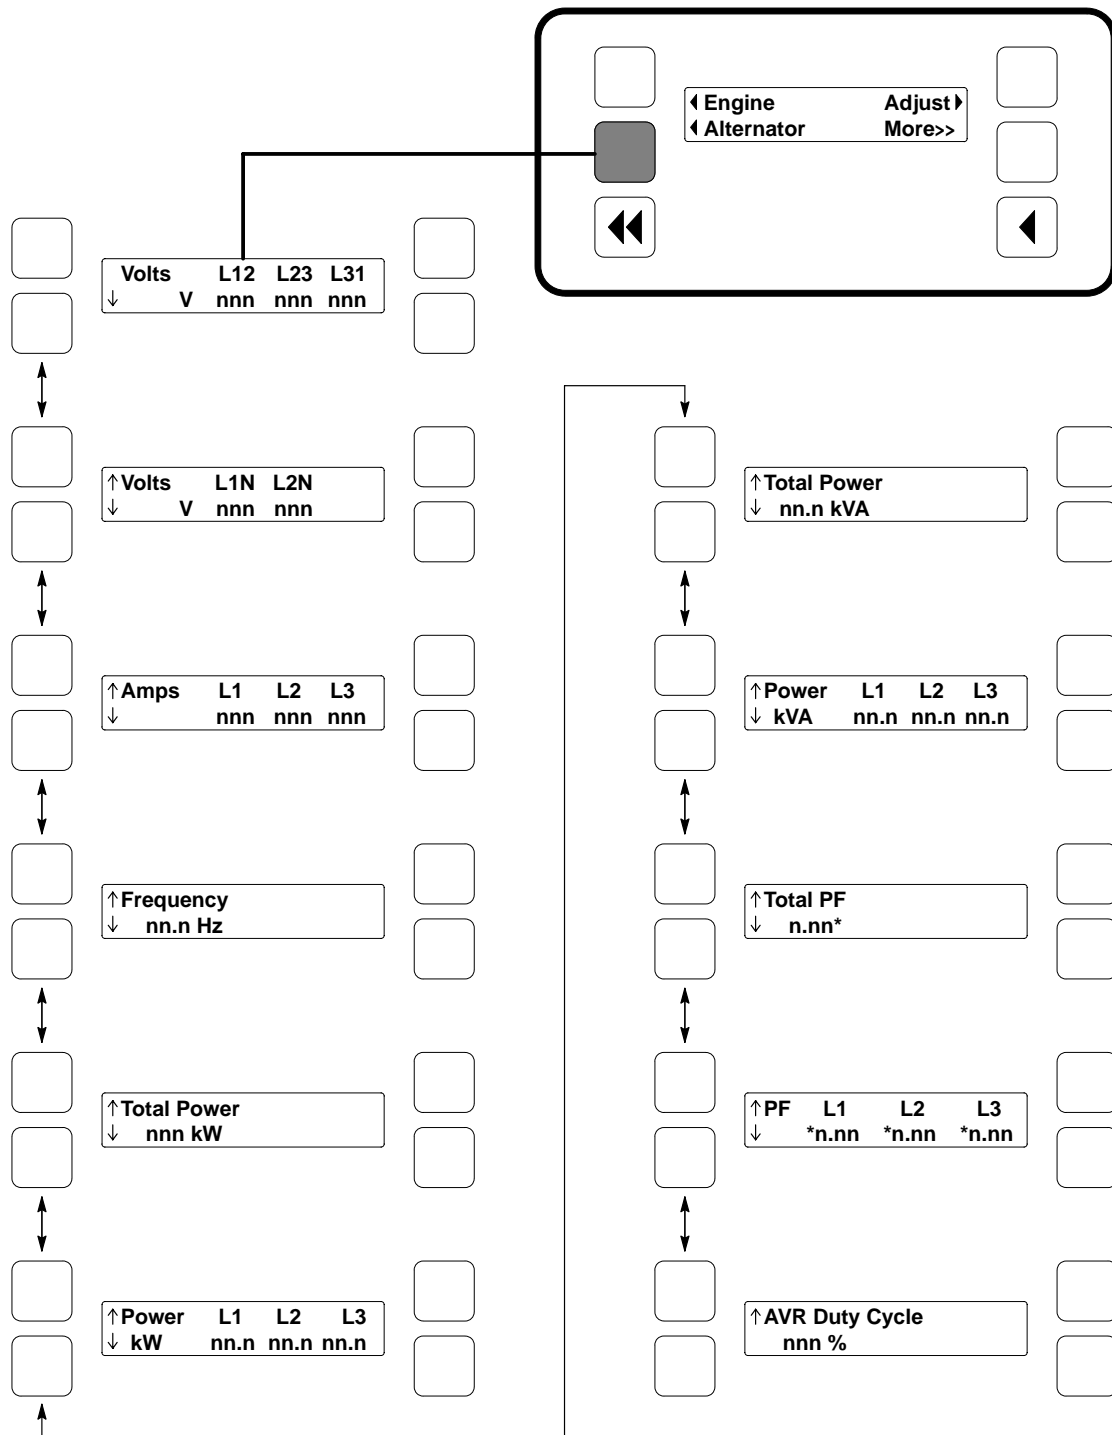 Engine Adjust
Alternator More>>
Volts L12 L23 L31
↓ V nnn nnn nnn
↑Volts L1N L2N
↓ V nnn nnn
↑Amps L1 L2 L3
↓ nnn nnn nnn
↑Frequency
↓ nn.n Hz
↑Total Power
↓ nnn kW
↑Power L1 L2 L3
↓ kW nn.n nn.n nn.n
↑Total Power
↓ nn.n kVA
↑Power L1 L2 L3
↓ kVA nn.n nn.n nn.n
↑Total PF
↓ n.nn*
↑PF L1 L2 L3
↓ *n.nn *n.nn *n.nn
↑AVR Duty Cycle
nnn %